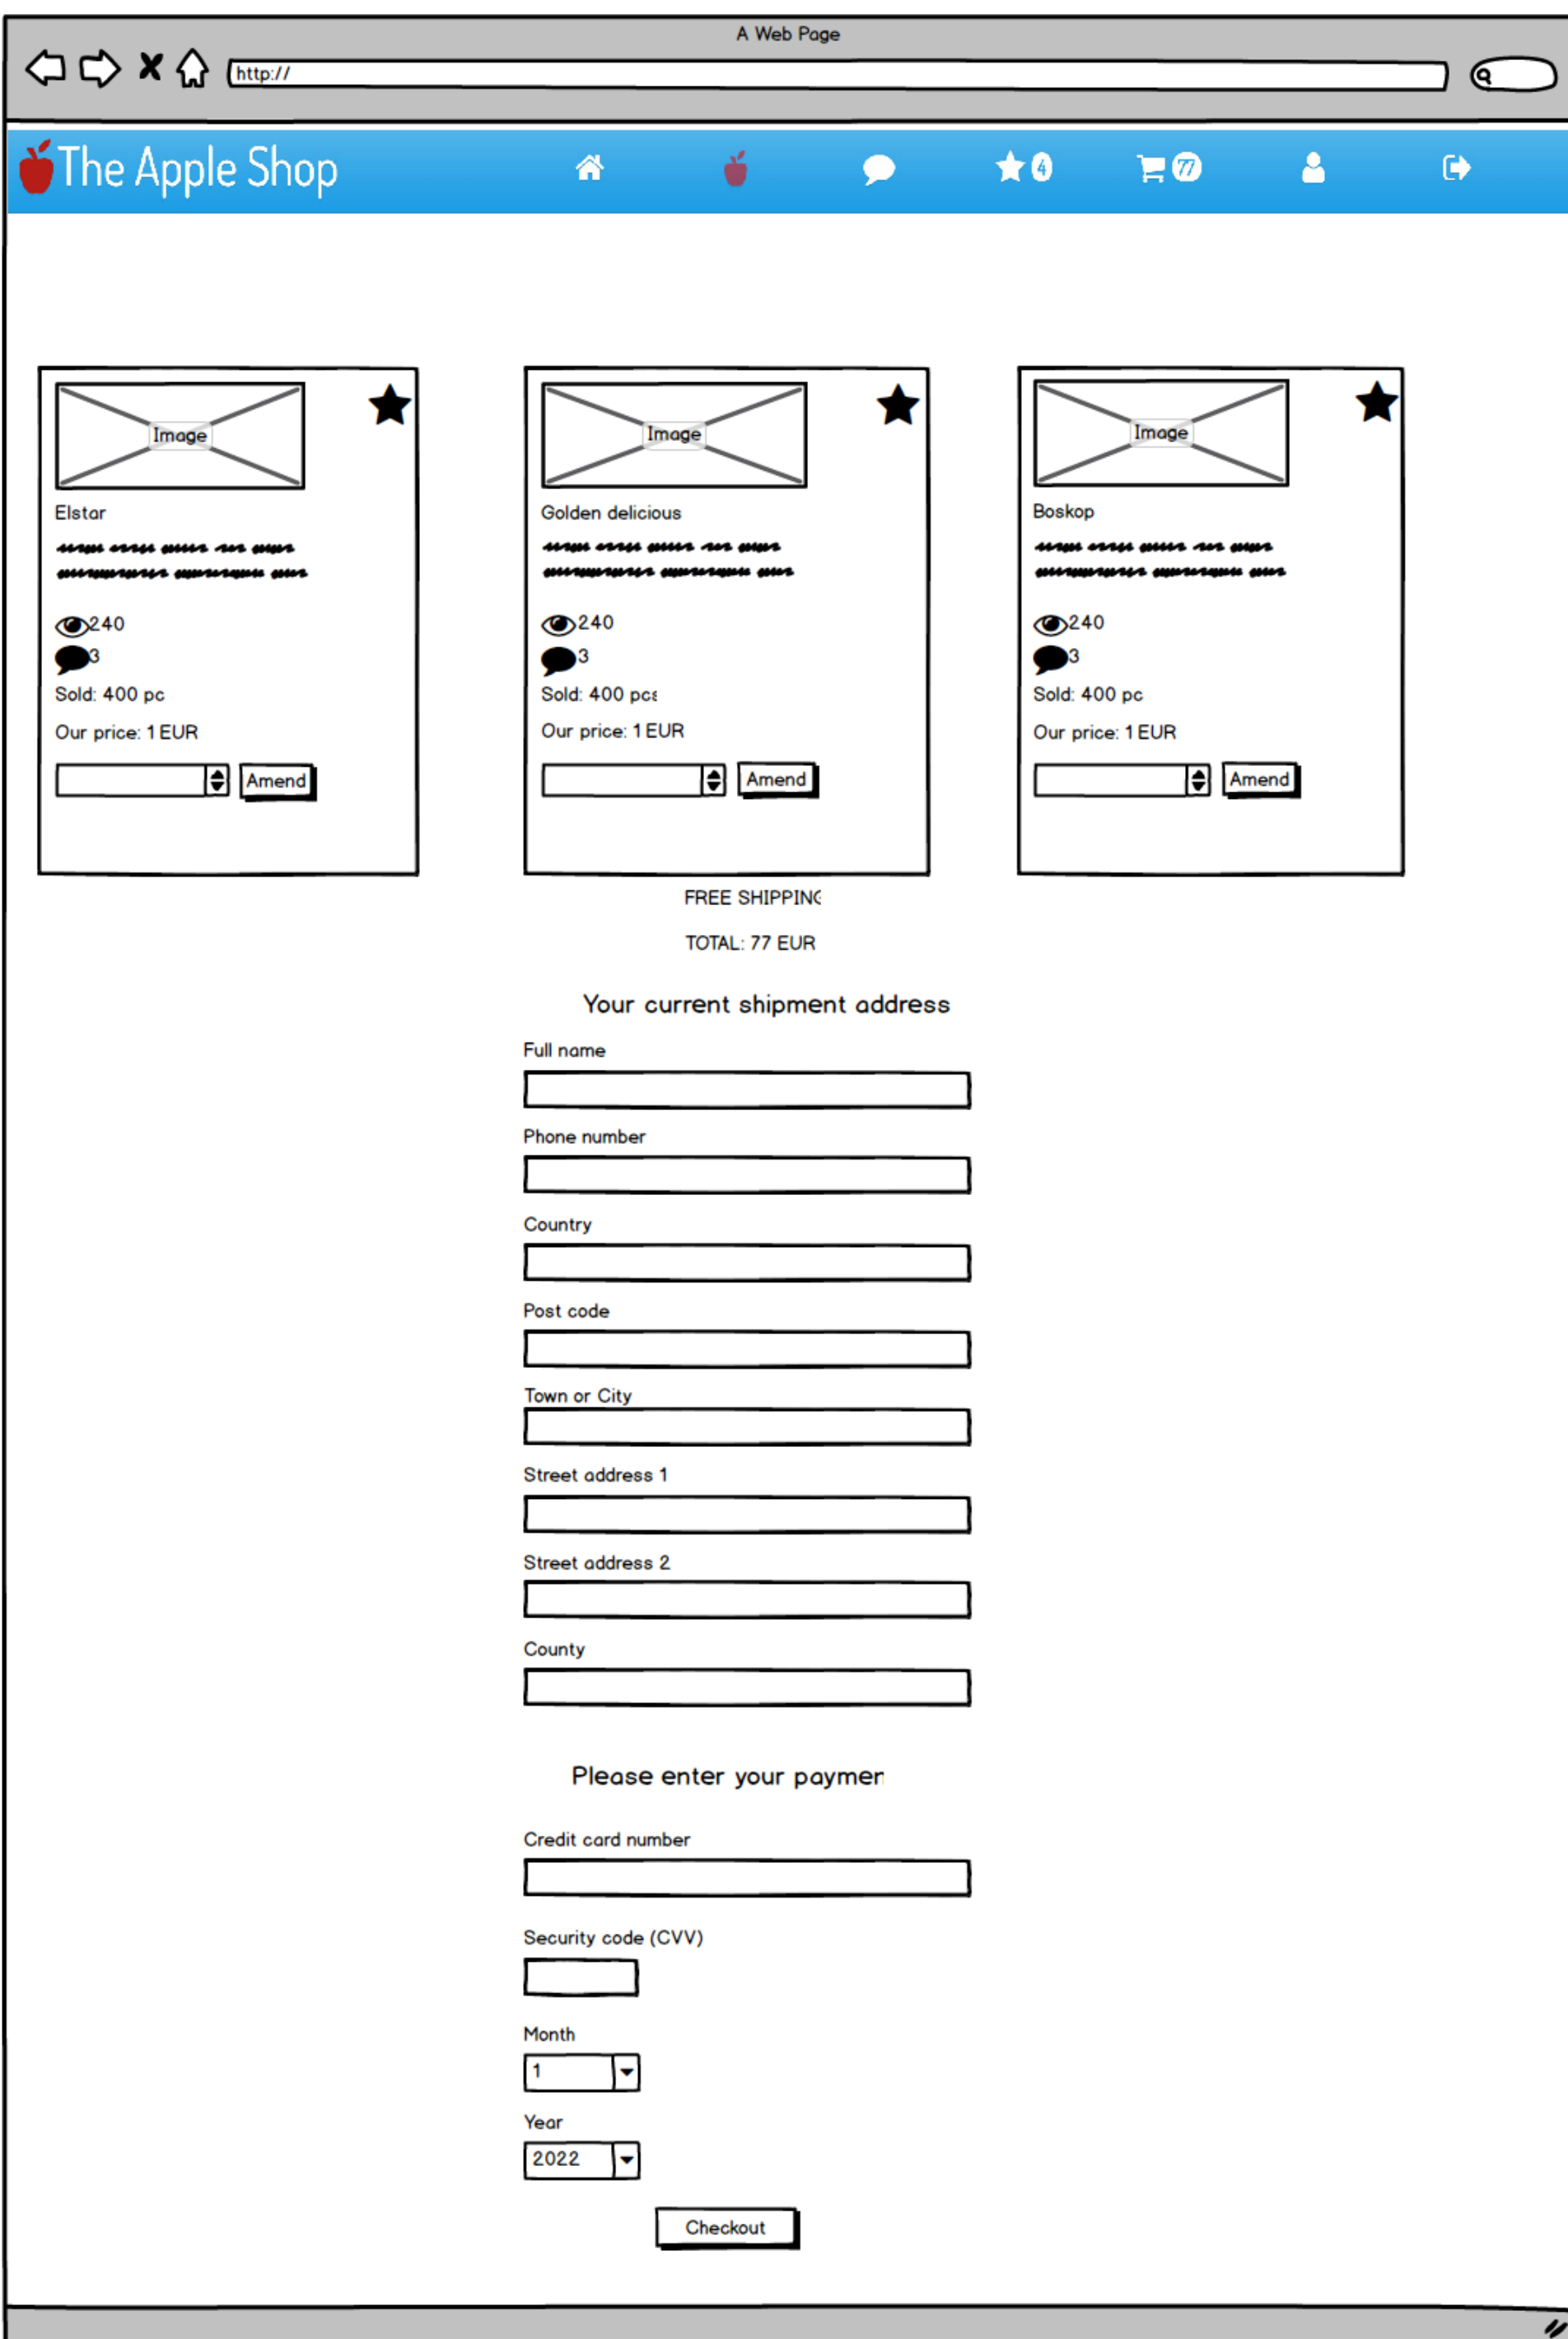 A Web Page
http://
The Apple Shop
4
77
Image
Elstar
240
3
Sold: 400 pc
Our price: 1 EUR
Amend
Image
Golden delicious
240
3
Sold: 400 pcs
Our price: 1 EUR
Amend
Image
Boskop
240
3
Sold: 400 pc
Our price: 1 EUR
Amend
FREE SHIPPING
TOTAL: 77 EUR
Your current shipment address
Full name
Phone number
Country
Post code
Town or City
Street address 1
Street address 2
County
Please enter your paymen
Credit card number
Security code (CVV)
Month
1
Year
2022
Checkout